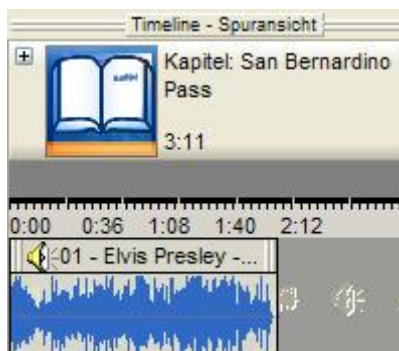 Timeline - Spuransicht
Kapitel: San Bernardino
Pass
3:11
0:00 0:36 1:08 1:40 2:12
01 - Elvis Presley -...